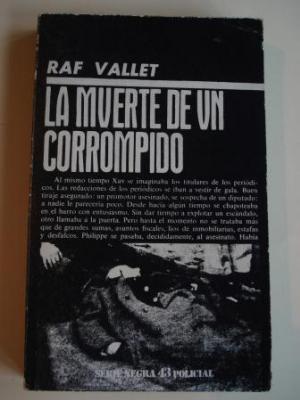 RAF VALLET
LA MUERTE DE UN
CORROMPIDO
Al mismo tiempo Xav se imaginaba los titulares de los periódi-
cos. Las redacciones de los periódicos se iban a vestir de gala. Buen
tiraje asegurado: un promotor asesinado, se sospecha de un diputado:
a nadie le parecería poco. Desde hacía algún tiempo se chapoteaba
en el barro con entusiasmo. Sin dar tiempo a explotar un escándalo,
otro llamaba a la puerta. Pero hasta el momento no se trataba más
que de grandes sumas, asuntos fiscales, líos de inmobiliarias, estafas
y desfalcos. Philippe se pasaba, decididamente, al asesinato. Había
SERIE NEGRA 43 POLICIAL